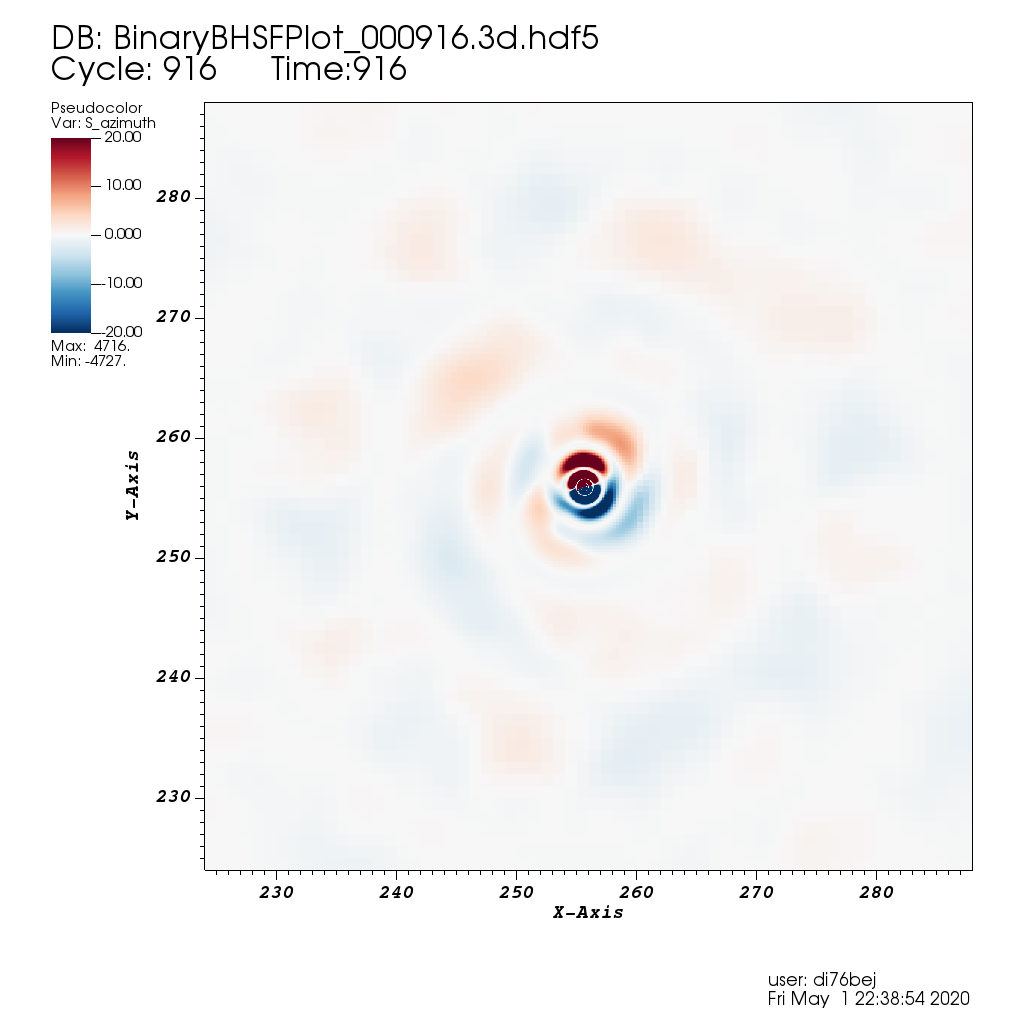 DB: BinaryBHSFPlot_000916.3d.hdf5
Cycle: 916 Time:916
Pseudocolor
Var: S_azimuth
20.00
10.00
0.000
-10.00
-20.00
Max: 4716.
Min: -4727.
280
270
260
250
240
230
Y-Axis
230 240 250 260 270 280
X-Axis
user: di76bej
Fri May 1 22:38:54 2020